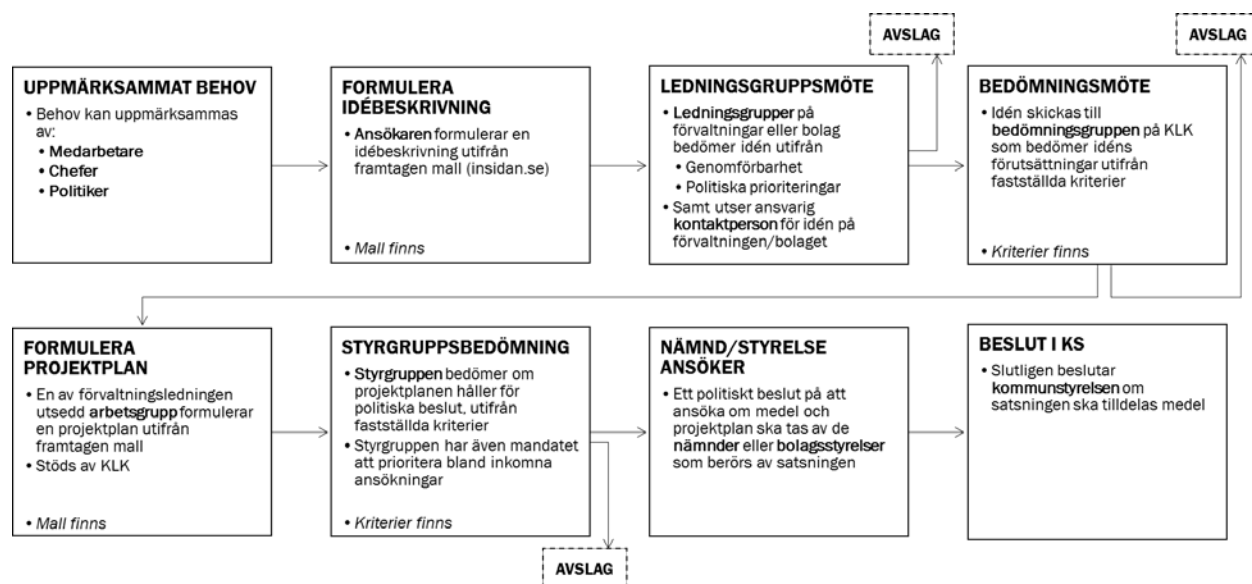 AVSLAG
AVSLAG
UPPMÄRKSAMMAT BEHOV
• Behov kan uppmärksammas
av:
• Medarbetare
• Chefer
• Politiker
FORMULERA
IDÉBESKRIVNING
• Ansökaren formulerar en
idébeskrivning utifrån
framtagen mall (insidan.se)
• Mall finns
LEDNINGSGRUPPSMÖTE
• Ledningsgrupper på
förvaltningar eller bolag
bedömer idén utifrån
• Genomförbarhet
• Politiska prioriteringar
• Samt utser ansvarig
kontaktperson för idén på
förvaltningen/bolaget
BEDÖMNINGSMÖTE
• Idén skickas till
bedömningsgruppen på KLK
som bedömer idéns
förutsättningar utifrån
fastställda kriterier
• Kriterier finns
FORMULERA
PROJEKTPLAN
• En av förvaltningsledningen
utsedd arbetsgrupp formulerar
en projektplan utifrån
framtagen mall
• Stöds av KLK
• Mall finns
STYRGRUPPSBEDÖMNING
• Styrgruppen bedömer om
projektplanen håller för
politiska beslut, utifrån
fastställda kriterier
• Styrgruppen har även mandatet
att prioritera bland inkomna
ansökningar
• Kriterier finns
NÄMND/STYRELSE
ANSÖKER
• Ett politiskt beslut på att
ansöka om medel och
projektplan ska tas av de
nämnder eller bolagsstyrelser
som berörs av satsningen
BESLUT I KS
• Slutligen beslutar
kommunstyrelsen om
satsningen ska tilldelas medel
AVSLAG